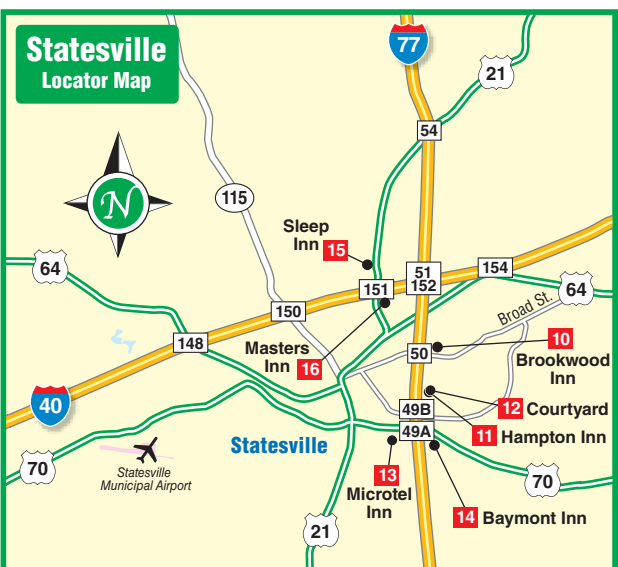 Statesville
Locator Map
77
21
54
N
115
Sleep
Inn 15
64
51
152
154
151
64
150
Broad St.
148
Masters
Inn 16
50
10
Brookwood
Inn
40
49B
12 Courtyard
11 Hampton Inn
49A
Statesville
70
Statesville
Municipal Airport
13
Microtel
Inn
70
14 Baymont Inn
21